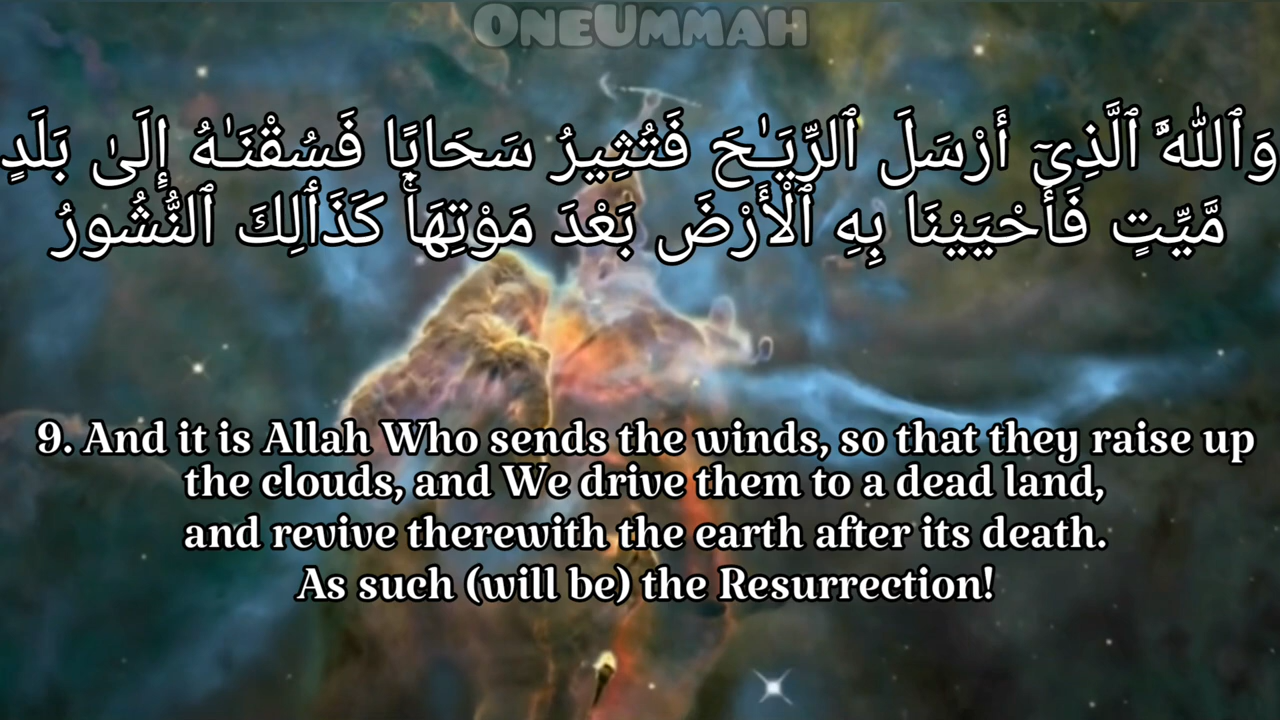 OneUmmah
وَٱللَّهُ ٱلَّذِىٓ أَرْسَلَ ٱلرِّيَـٰحَ فَتُثِيرُ سَحَابًا فَسُقْنَـٰهُ إِلَىٰ بَلَدٍ
مَّيِّتٍ فَأَحْيَيْنَا بِهِ ٱلْأَرْضَ بَعْدَ مَوْتِهَا ۚ كَذَٲلِكَ ٱلنُّشُورُ
9. And it is Allah Who sends the winds, so that they raise up
the clouds, and We drive them to a dead land,
and revive therewith the earth after its death.
As such (will be) the Resurrection!